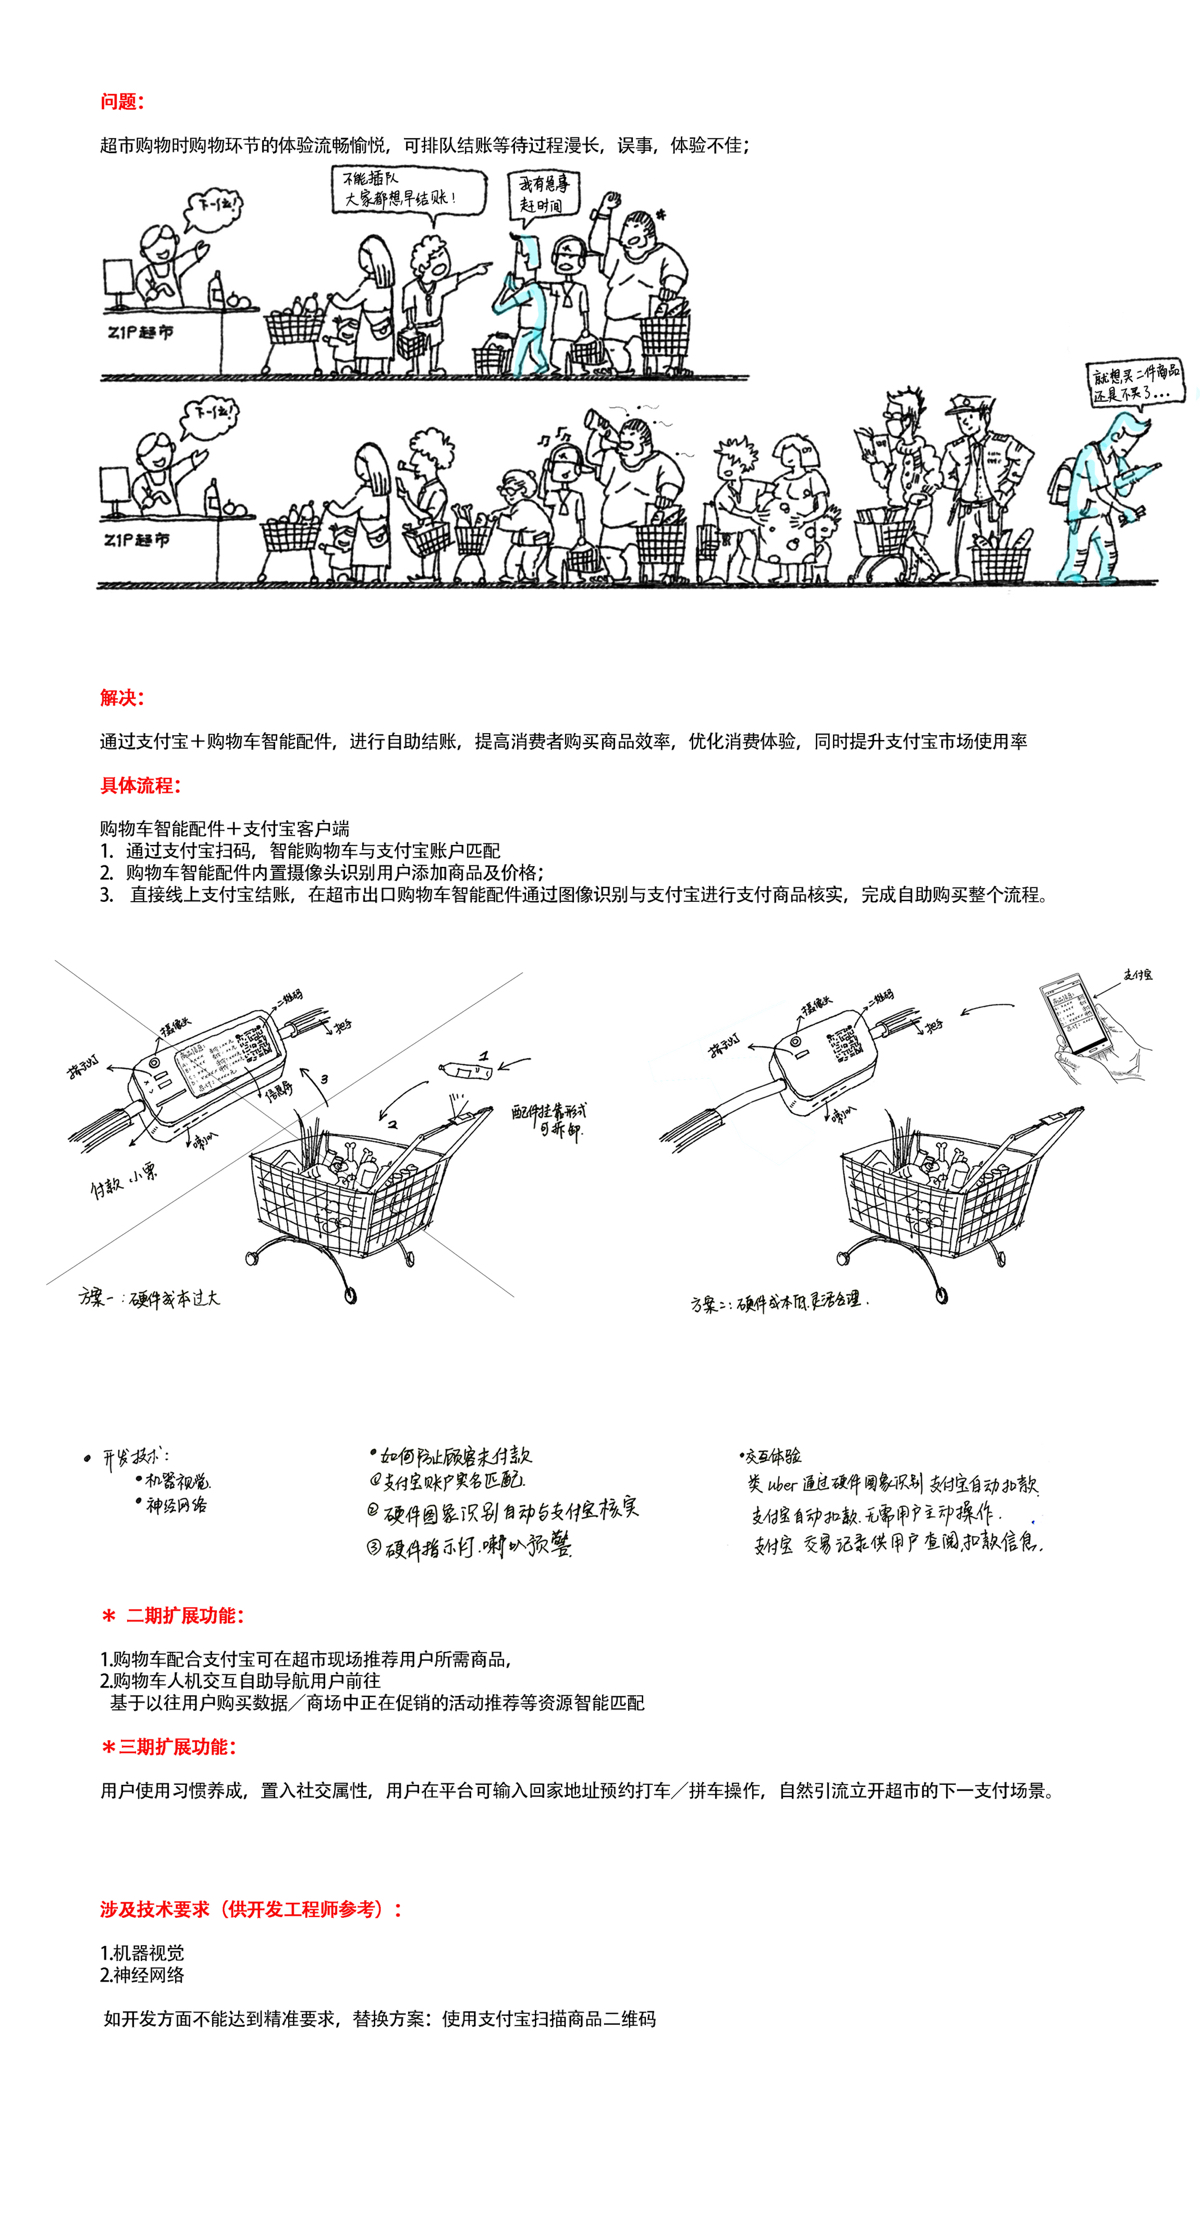 问题：
超市购物时购物环节的体验流畅愉悦，可排队结账等待过程漫长，误事，体验不佳；
下一位！
不能插队
大家都想早结账！
我有急事
赶时间
Z1P超市
下一位！
就想买二件商品
还是不买了...
Z1P超市
解决：
通过支付宝＋购物车智能配件，进行自助结账，提高消费者购买商品效率，优化消费体验，同时提升支付宝市场使用率
具体流程：
购物车智能配件＋支付宝客户端
1. 通过支付宝扫码，智能购物车与支付宝账户匹配
2. 购物车智能配件内置摄像头识别用户添加商品及价格；
3. 直接线上支付宝结账，在超市出口购物车智能配件通过图像识别与支付宝进行支付商品核实，完成自助购买整个流程。
摄像头
二维码
指示灯
把手
信息屏
喇叭
付款小票
1
2
3
配件挂靠形式
可拆卸.
方案一：硬件成本过大
支付宝
摄像头
二维码
指示灯
把手
喇叭
方案二：硬件成本低.灵活合理.
• 开发技术：
•机器视觉
•神经网络
•如何防止顾客未付款
①支付宝账户实名匹配.
②硬件图象识别自动与支付宝核实
③硬件指示灯.喇叭预警.
•交互体验
类uber通过硬件图象识别支付宝自动扣款.
支付宝自动扣款.无需用户主动操作.
支付宝 交易记录供用户查阅,扣款信息.
＊ 二期扩展功能：
1.购物车配合支付宝可在超市现场推荐用户所需商品，
2.购物车人机交互自助导航用户前往
基于以往用户购买数据／商场中正在促销的活动推荐等资源智能匹配
＊三期扩展功能：
用户使用习惯养成，置入社交属性，用户在平台可输入回家地址预约打车／拼车操作，自然引流立开超市的下一支付场景。
涉及技术要求（供开发工程师参考）：
1.机器视觉
2.神经网络
如开发方面不能达到精准要求，替换方案：使用支付宝扫描商品二维码